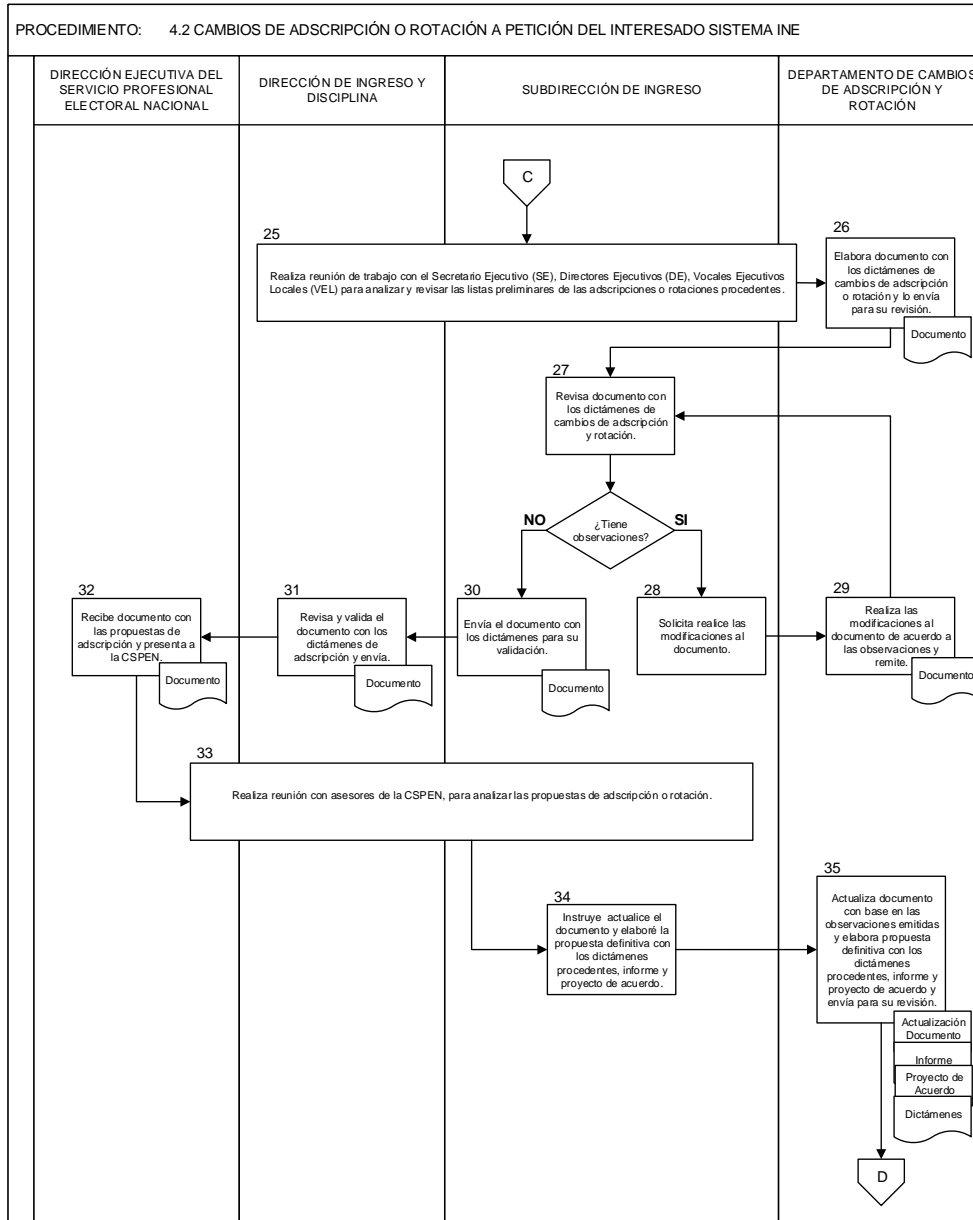 PROCEDIMIENTO: 4.2 CAMBIOS DE ADSCRIPCIÓN O ROTACIÓN A PETICIÓN DEL INTERESADO SISTEMA INE
DIRECCIÓN EJECUTIVA DEL
SERVICIO PROFESIONAL
ELECTORAL NACIONAL
DIRECCIÓN DE INGRESO Y
DISCIPLINA
SUBDIRECCIÓN DE INGRESO
DEPARTAMENTO DE CAMBIOS
DE ADSCRIPCIÓN Y
ROTACIÓN
C
25
Realiza reunión de trabajo con el Secretario Ejecutivo (SE), Directores Ejecutivos (DE), Vocales Ejecutivos
Locales (VEL) para analizar y revisar las listas preliminares de las adscripciones o rotaciones procedentes.
26
Elabora documento con
los dictámenes de
cambios de adscripción
o rotación y lo envía
para su revisión.
Documento
27
Revisa documento con
los dictámenes de
cambios de adscripción
y rotación.
¿Tiene
observaciones?
NO
SI
32
Recibe documento con
las propuestas de
adscripción y presenta a
la CSPEN.
Documento
31
Revisa y valida el
documento con los
dictámenes de
adscripción y envía.
Documento
30
Envía el documento con
los dictámenes para su
validación.
Documento
28
Solicita realice las
modificaciones al
documento.
29
Realiza las
modificaciones al
documento de acuerdo a
las observaciones y
remite.
Documento
33
Realiza reunión con asesores de la CSPEN, para analizar las propuestas de adscripción o rotación.
34
Instruye actualice el
documento y elaboré la
propuesta definitiva con
los dictámenes
procedentes, informe y
proyecto de acuerdo.
35
Actualiza documento
con base en las
observaciones emitidas
y elabora propuesta
definitiva con los
dictámenes
procedentes, informe y
proyecto de acuerdo y
envía para su revisión.
Actualización
Documento
Informe
Proyecto de
Acuerdo
Dictámenes
D